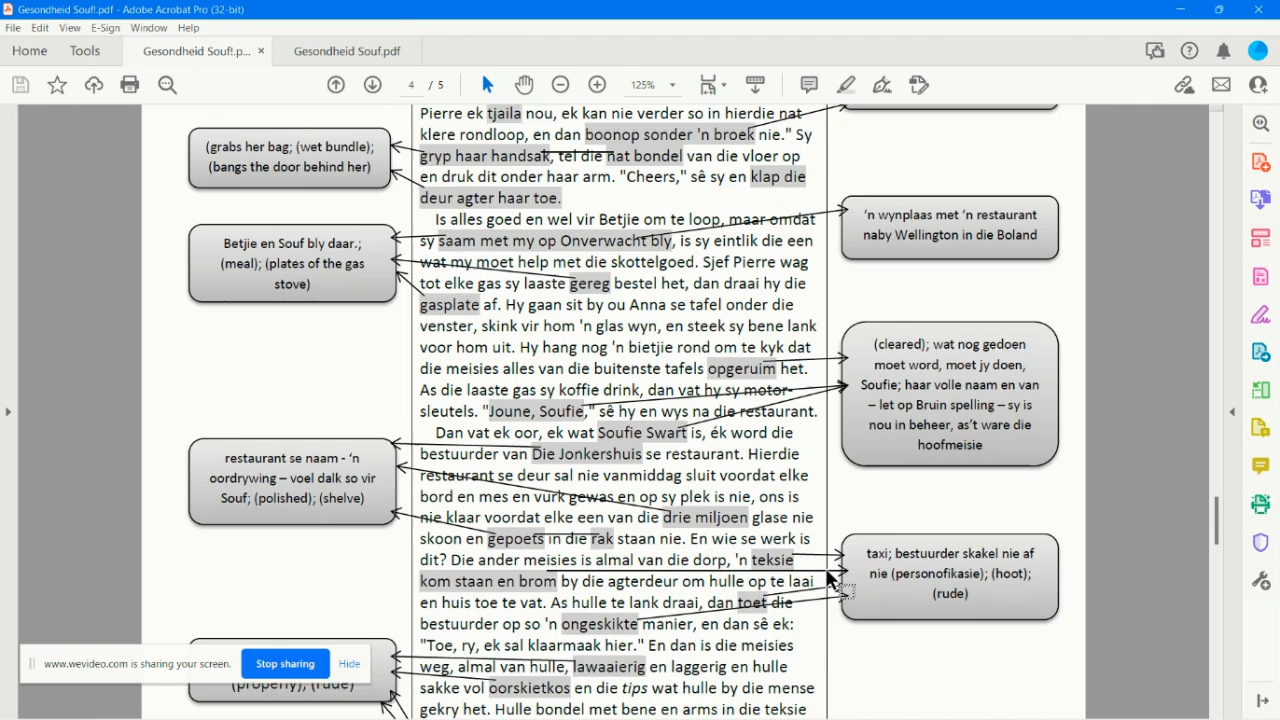 Gesondheid Souf!.pdf - Adobe Acrobat Pro (32-bit)
File Edit View E-Sign Window Help
Home Tools Gesondheid Souf!.p... × Gesondheid Souf.pdf
4 / 5 125%
Pierre ek tjaila nou, ek kan nie verder so in hierdie nat
klere rondloop, en dan boonop sonder 'n broek nie." Sy
gryp haar handsak, tel die nat bondel van die vloer op
en druk dit onder haar arm. "Cheers," sê sy en klap die
deur agter haar toe.
Is alles goed en wel vir Betjie om te loop, maar omdat
sy saam met my op Onverwacht bly, is sy eintlik die een
wat my moet help met die skottelgoed. Sjef Pierre wag
tot elke gas sy laaste gereg bestel het, dan draai hy die
gasplate af. Hy gaan sit by ou Anna se tafel onder die
venster, skink vir hom 'n glas wyn, en steek sy bene lank
voor hom uit. Hy hang nog 'n bietjie rond om te kyk dat
die meisies alles van die buitenste tafels opgeruim het.
As die laaste gas sy koffie drink, dan vat hy sy motor-
sleutels. "Joune, Soufie," sê hy en wys na die restaurant.
Dan vat ek oor, ek wat Soufie Swart is, ék word die
bestuurder van Die Jonkershuis se restaurant. Hierdie
restaurant se deur sal nie vanmiddag sluit voordat elke
bord en mes en vurk gewas en op sy plek is nie, ons is
nie klaar voordat elke een van die drie miljoen glase nie
skoon en gepoets in die rak staan nie. En wie se werk is
dit? Die ander meisies is almal van die dorp, 'n teksie
kom staan en brom by die agterdeur om hulle op te laai
en huis toe te vat. As hulle te lank draai, dan toet die
bestuurder op so 'n ongeskikte manier, en dan sê ek:
"Toe, ry, ek sal klaarmaak hier." En dan is die meisies
weg, almal van hulle, lawaaierig en laggerig en hulle
sakke vol oorskietkos en die tips wat hulle by die mense
gekry het. Hulle bondel met bene en arms in die teksie
(grabs her bag; (wet bundle);
(bangs the door behind her)
Betjie en Souf bly daar.;
(meal); (plates of the gas
stove)
restaurant se naam - 'n
oordrywing – voel dalk so vir
Souf; (polished); (shelve)
(properly); (rude)
'n wynplaas met 'n restaurant
naby Wellington in die Boland
(cleared); wat nog gedoen
moet word, moet jy doen,
Soufie; haar volle naam en van
– let op Bruin spelling – sy is
nou in beheer, as't ware die
hoofmeisie
taxi; bestuurder skakel nie af
nie (personofikasie); (hoot);
(rude)
www.wevideo.com is sharing your screen. Stop sharing Hide